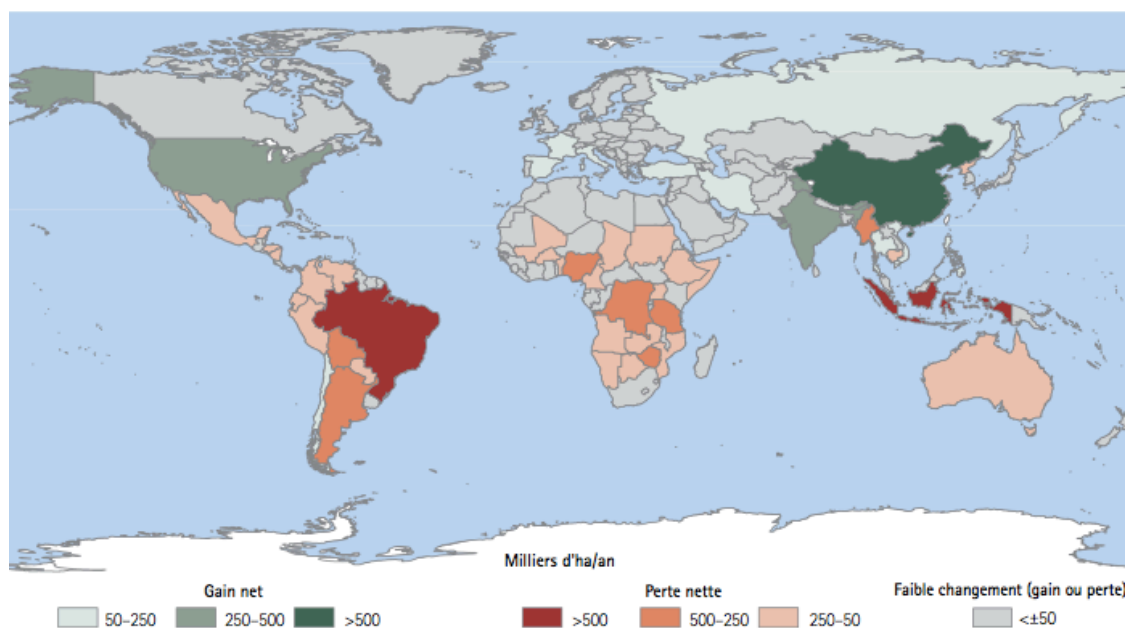 Milliers d'ha/an
Gain net
Perte nette
Faible changement (gain ou perte)
50–250
250–500
>500
>500
500-250
250-50
<±50